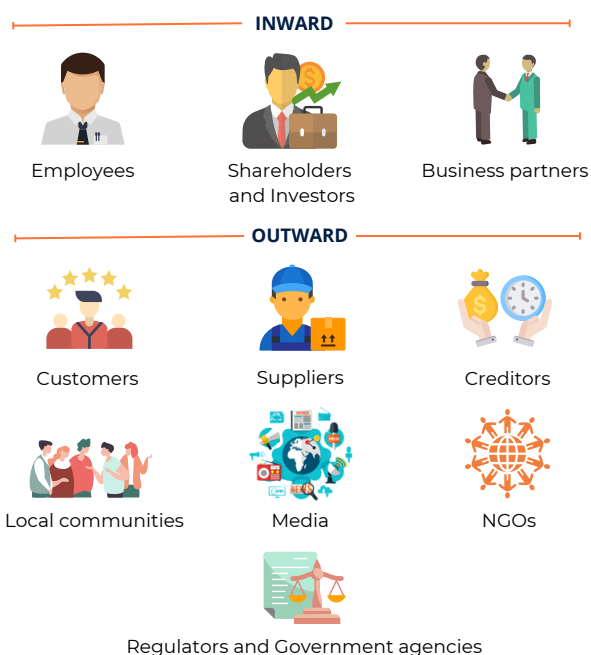 INWARD
Employees
Shareholders
and Investors
Business partners
OUTWARD
Customers
Suppliers
Creditors
Local communities
Media
NGOs
Regulators and Government agencies